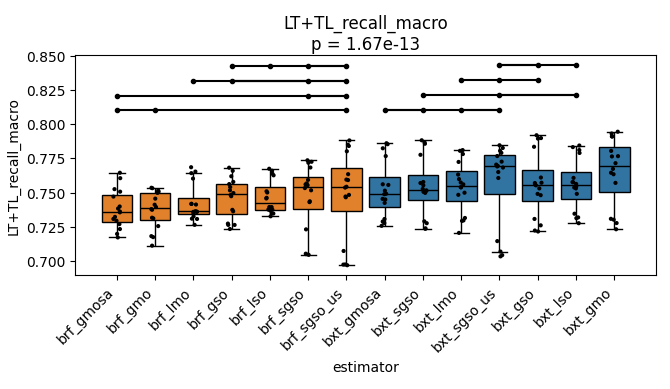 LT+TL_recall_macro
p = 1.67e-13
LT+TL_recall_macro
0.850
0.825
0.800
0.775
0.750
0.725
0.700
brf_gmosa
brf_gmo
brf_lmo
brf_gso
brf_lso
brf_sgso
brf_sgso_us
bxt_gmosa
bxt_sgso
bxt_lmo
bxt_sgso_us
bxt_gso
bxt_lso
bxt_gmo
estimator